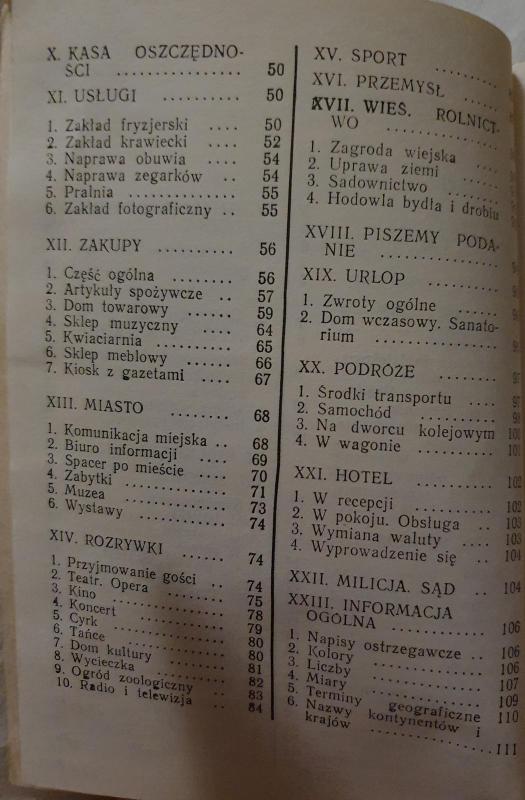 X. KASA OSZCZĘDNO-
ŚCI ............... 50
XI. USŁUGI .......... 50
1. Zakład fryzjerski .... 50
2. Zakład krawiecki .... 52
3. Naprawa obuwia .... 54
4. Naprawa zegarków .. 54
5. Pralnia ............ 55
6. Zakład fotograficzny .. 55
XII. ZAKUPY .......... 56
1. Część ogólna ........ 56
2. Artykuły spożywcze .. 57
3. Dom towarowy ...... 59
4. Sklep muzyczny .... 64
5. Kwiaciarnia ........ 65
6. Sklep meblowy ...... 66
7. Kiosk z gazetami .... 67
XIII. MIASTO ........ 68
1. Komunikacja miejska .. 68
2. Biuro informacji .... 69
3. Spacer po mieście .... 70
4. Zabytki ............ 71
5. Muzea ............ 73
6. Wystawy .......... 74
XIV. ROZRYWKI ...... 74
1. Przyjmowanie gości .. 74
2. Teatr. Opera ........ 75
3. Kino ............ 78
4. Koncert .......... 79
5. Cyrk ............ 80
6. Tańce ............ 80
7. Dom kultury ........ 81
8. Wycieczka .......... 82
9. Ogród zoologiczny .... 83
10. Radio i telewizja .. 84
XV. SPORT ..........
XVI. PRZEMYSŁ ......
XVII. WIEŚ. ROLNICT-
WO ..............
1. Zagroda wiejska ....
2. Uprawa ziemi ......
3. Sadownictwo ......
4. Hodowla bydła i drobiu
XVIII. PISZEMY PODA-
NIE ..............
XIX. URLOP ........
1. Zwroty ogólne ......
2. Dom wczasowy. Sanato-
rium ..............
XX. PODRÓŻE ........ 97
1. Środki transportu .... 97
2. Samochód ..........
3. Na dworcu kolejowym 101
4. W wagonie ........ 101
XXI. HOTEL ........ 102
1. W recepcji ........ 102
2. W pokoju. Obsługa .. 103
3. Wymiana waluty .... 103
4. Wyprowadzenie się .. 104
XXII. MILICJA. SĄD .. 104
XXIII. INFORMACJA
OGÓLNA ............ 106
1. Napisy ostrzegawcze .. 106
2. Kolory ............ 106
3. Liczby ............ 107
4. Miary ............ 109
5. Terminy geograficzne 110
6. Nazwy kontynentów i
krajów .............. 111